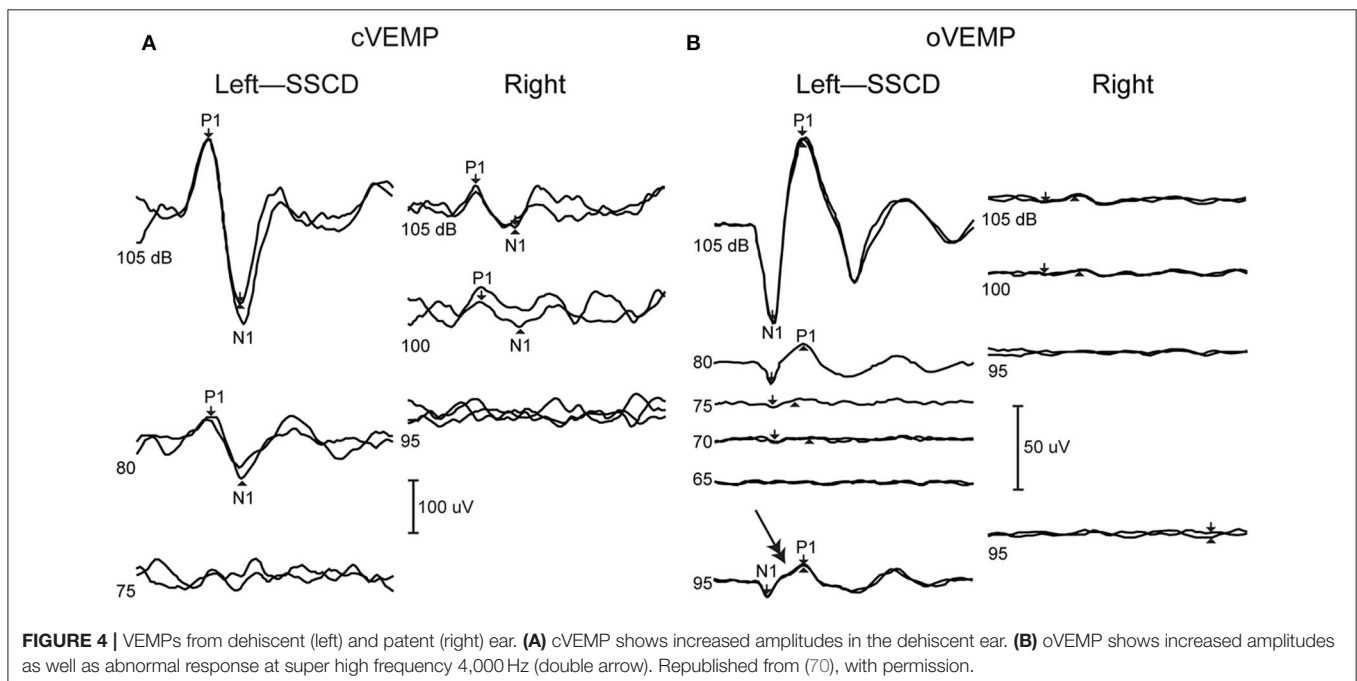 A
cVEMP
Left—SSCD
Right
P1
105 dB
N1
P1
105 dB
N1
P1
100
N1
P1
80
N1
95
100 uV
75
B
oVEMP
Left—SSCD
Right
P1
105 dB
N1
P1
80
75
70
65
N1
P1
95
105 dB
100
95
50 uV
95
FIGURE 4 | VEMPs from dehiscent (left) and patent (right) ear. (A) cVEMP shows increased amplitudes in the dehiscent ear. (B) oVEMP shows increased amplitudes
as well as abnormal response at super high frequency 4,000 Hz (double arrow). Republished from (70), with permission.